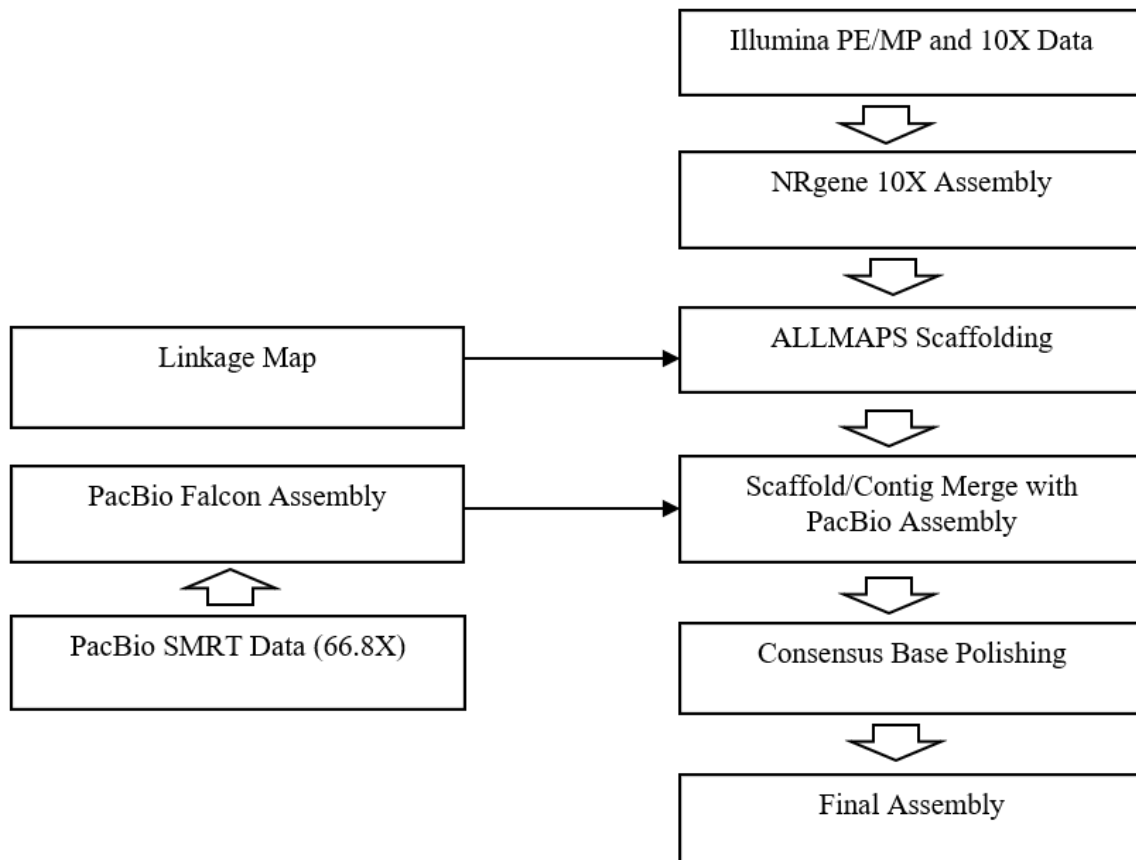 Illumina PE/MP and 10X Data
NRgene 10X Assembly
ALLMAPS Scaffolding
Linkage Map
Scaffold/Contig Merge with
PacBio Assembly
PacBio Falcon Assembly
PacBio SMRT Data (66.8X)
Consensus Base Polishing
Final Assembly